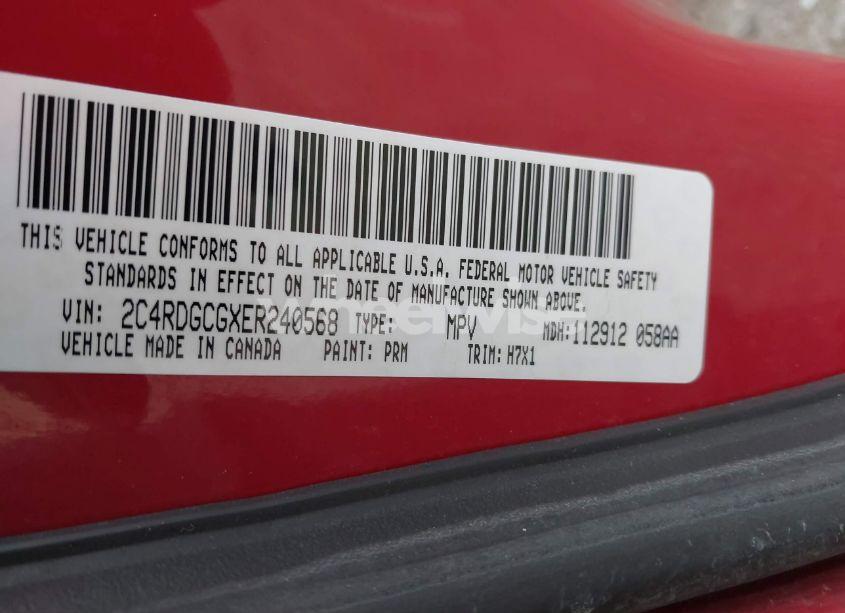 THIS VEHICLE CONFORMS TO ALL APPLICABLE U.S.A. FEDERAL MOTOR VEHICLE SAFETY
STANDARDS IN EFFECT ON THE DATE OF MANUFACTURE SHOWN ABOVE.
VIN: 2C4RDGCGXER240568 TYPE: MPV MDH: 112912 058AA
VEHICLE MADE IN CANADA PAINT: PRM TRIM: H7X1